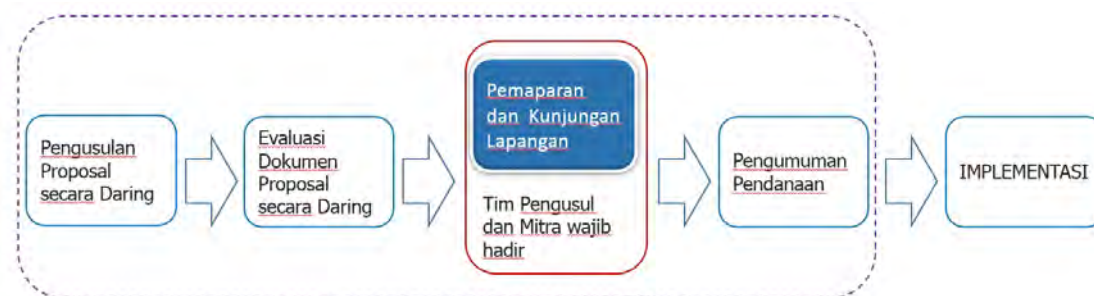 Pengusulan
Proposal
secara Daring
Evaluasi
Dokumen
Proposal
secara Daring
Pemaparan
dan Kunjungan
Lapangan
Tim Pengusul
dan Mitra wajib
hadir
Pengumuman
Pendanaan
IMPLEMENTASI